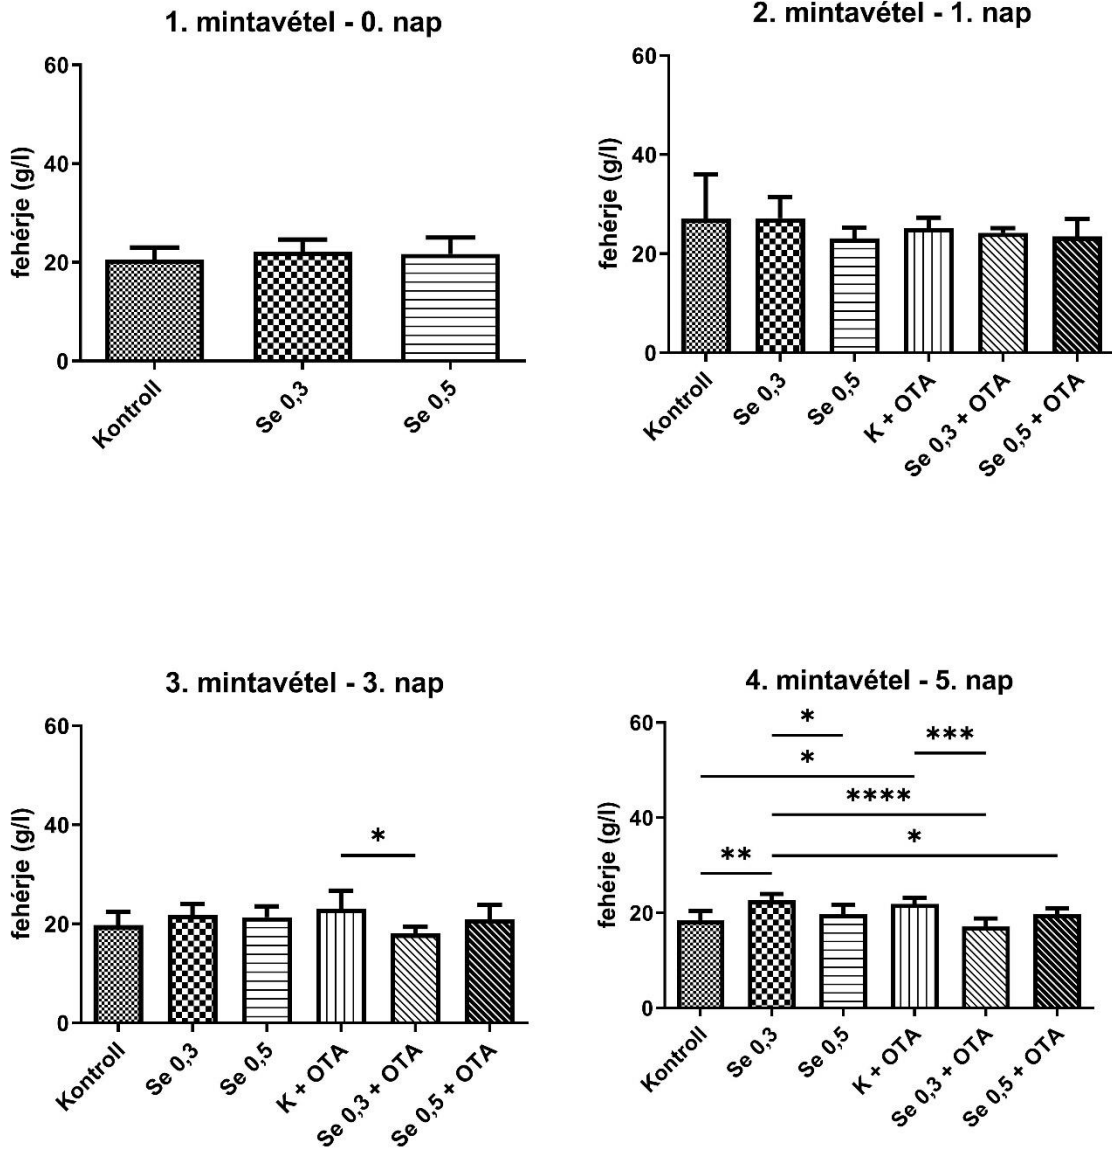 1. mintavétel - 0. nap
fehérje (g/l)
60
40
20
0
Kontroll
Se 0,3
Se 0,5
2. mintavétel - 1. nap
fehérje (g/l)
60
40
20
0
Kontroll
Se 0,3
Se 0,5
K + OTA
Se 0,3 + OTA
Se 0,5 + OTA
3. mintavétel - 3. nap
fehérje (g/l)
60
40
20
0
*
Kontroll
Se 0,3
Se 0,5
K + OTA
Se 0,3 + OTA
Se 0,5 + OTA
4. mintavétel - 5. nap
fehérje (g/l)
60
40
20
0
*
***
*
****
*
**
Kontroll
Se 0,3
Se 0,5
K + OTA
Se 0,3 + OTA
Se 0,5 + OTA